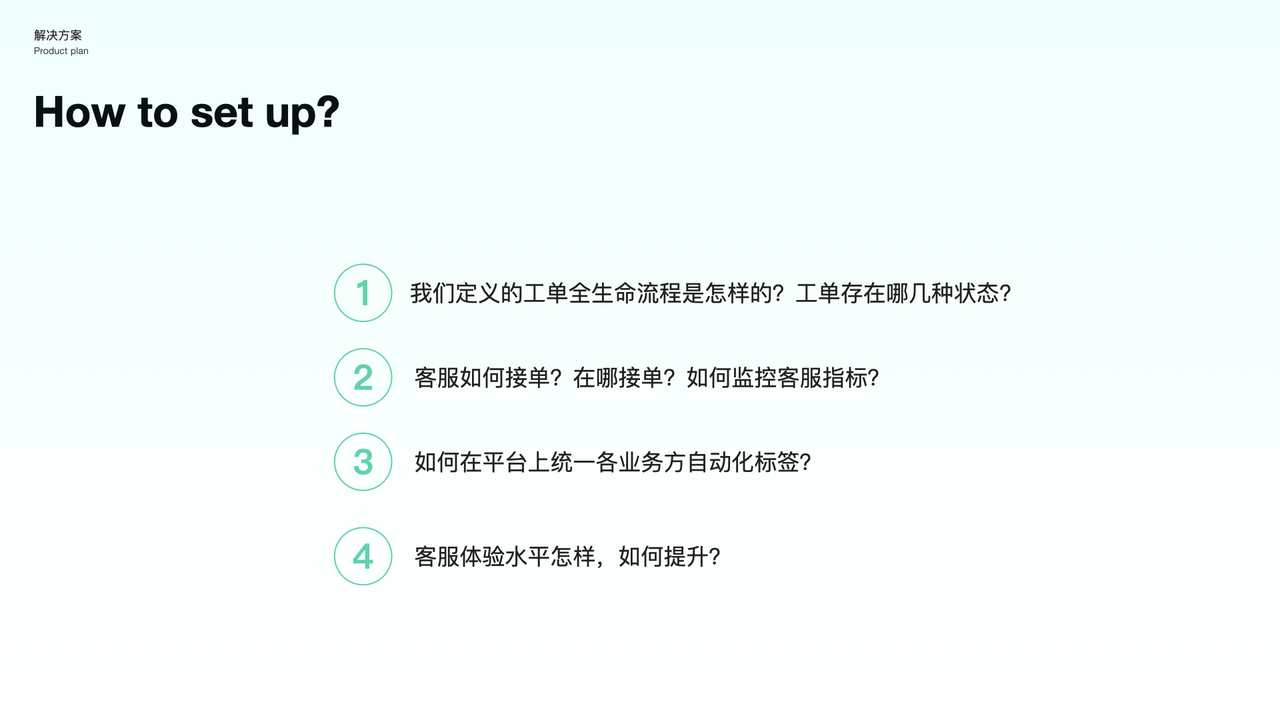 解决方案
Product plan
How to set up?
1 我们定义的工单全生命流程是怎样的？工单存在哪几种状态？
2 客服如何接单？在哪接单？如何监控客服指标？
3 如何在平台上统一各业务方自动化标签？
4 客服体验水平怎样，如何提升？